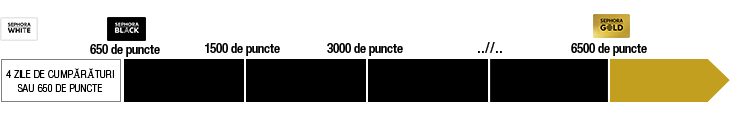 SEPHORA
WHITE
SEPHORA
BLACK
SEPHORA
GOLD
650 de puncte
1500 de puncte
3000 de puncte
..//..
6500 de puncte
4 ZILE DE CUMPĂRĂTURI
SAU 650 DE PUNCTE